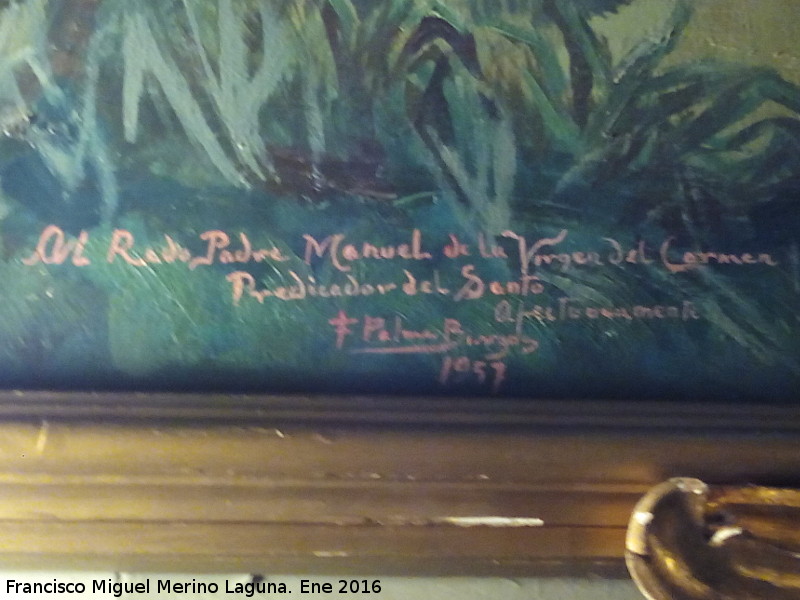 Al Rado, Padre Manuel de la Virgen del Carmen
Predicador del Santo
Afectuosamente
F Palma Burgos
1957
Francisco Miguel Merino Laguna. Ene 2016